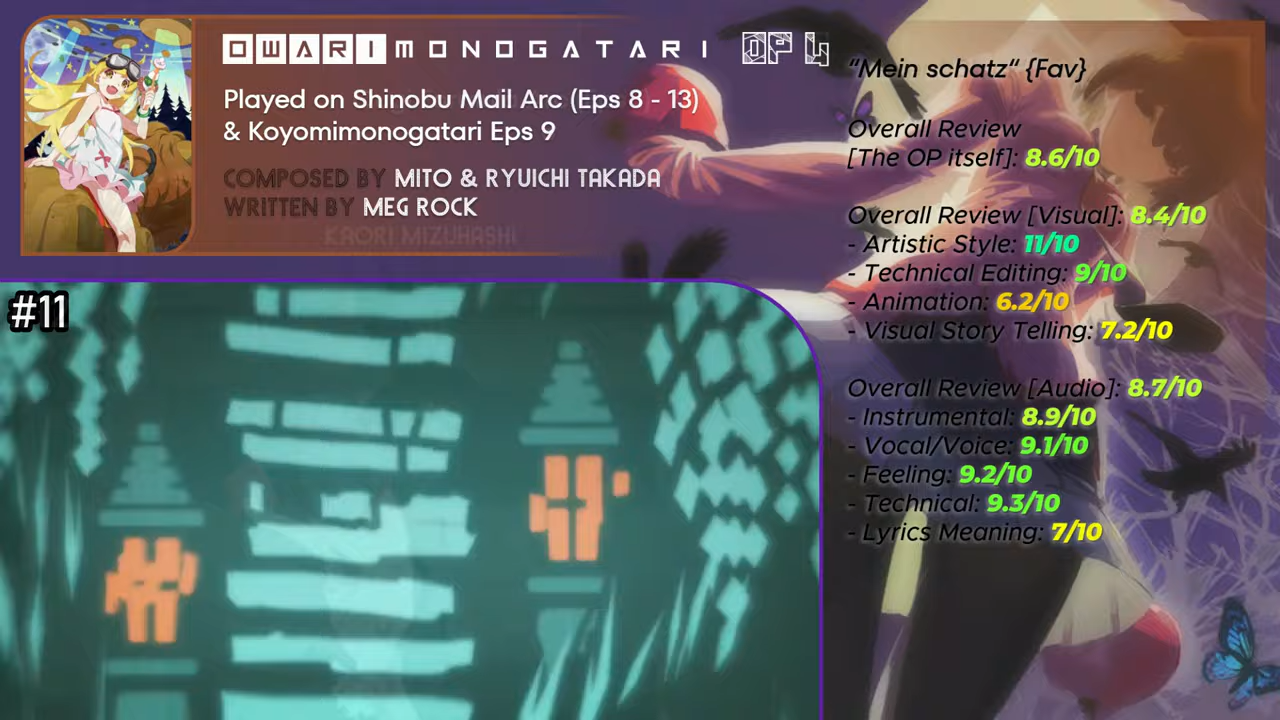 OWARIMONOGATARI OP 4
Played on Shinobu Mail Arc (Eps 8 - 13)
& Koyomimonogatari Eps 9
COMPOSED BY MITO & RYUICHI TAKADA
WRITTEN BY MEG ROCK
KAORI MIZUHASHI
#11
“Mein schatz“ {Fav}
Overall Review
[The OP itself]: 8.6/10
Overall Review [Visual]: 8.4/10
- Artistic Style: 11/10
- Technical Editing: 9/10
- Animation: 6.2/10
- Visual Story Telling: 7.2/10
Overall Review [Audio]: 8.7/10
- Instrumental: 8.9/10
- Vocal/Voice: 9.1/10
- Feeling: 9.2/10
- Technical: 9.3/10
- Lyrics Meaning: 7/10